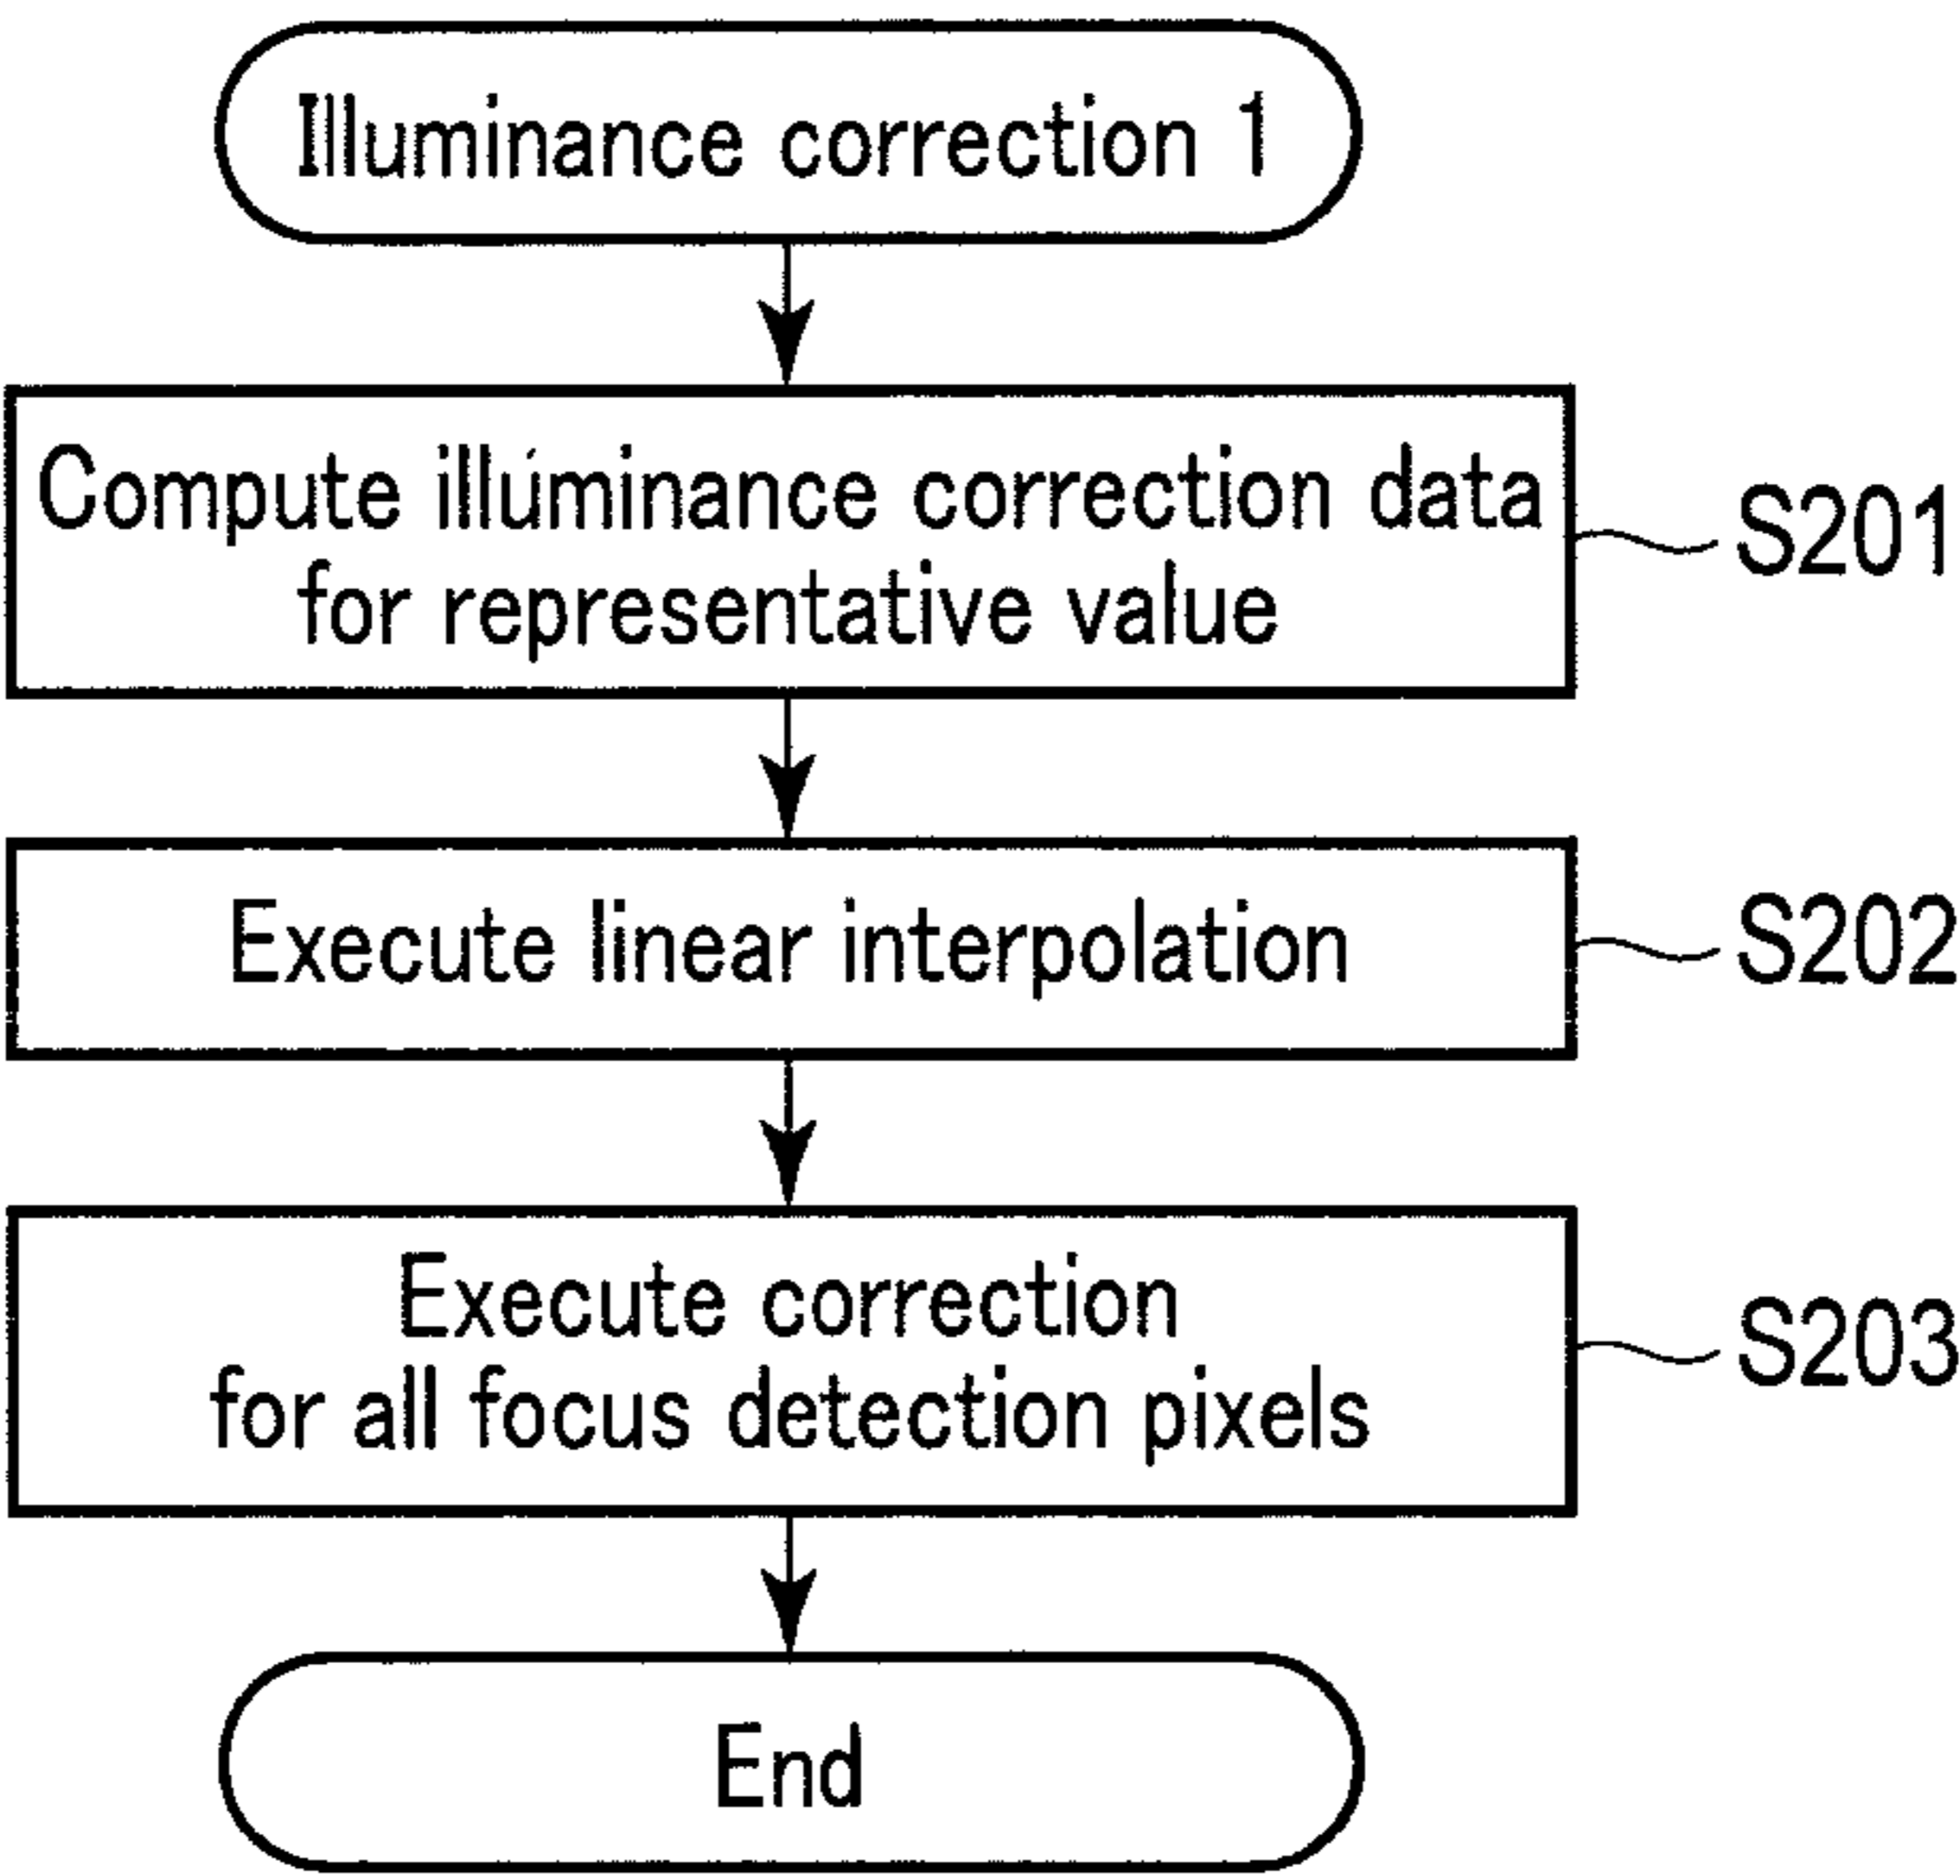 Illuminance correction 1
Compute illuminance correction data
for representative value
S201
Execute linear interpolation
S202
Execute correction
for all focus detection pixels
S203
End